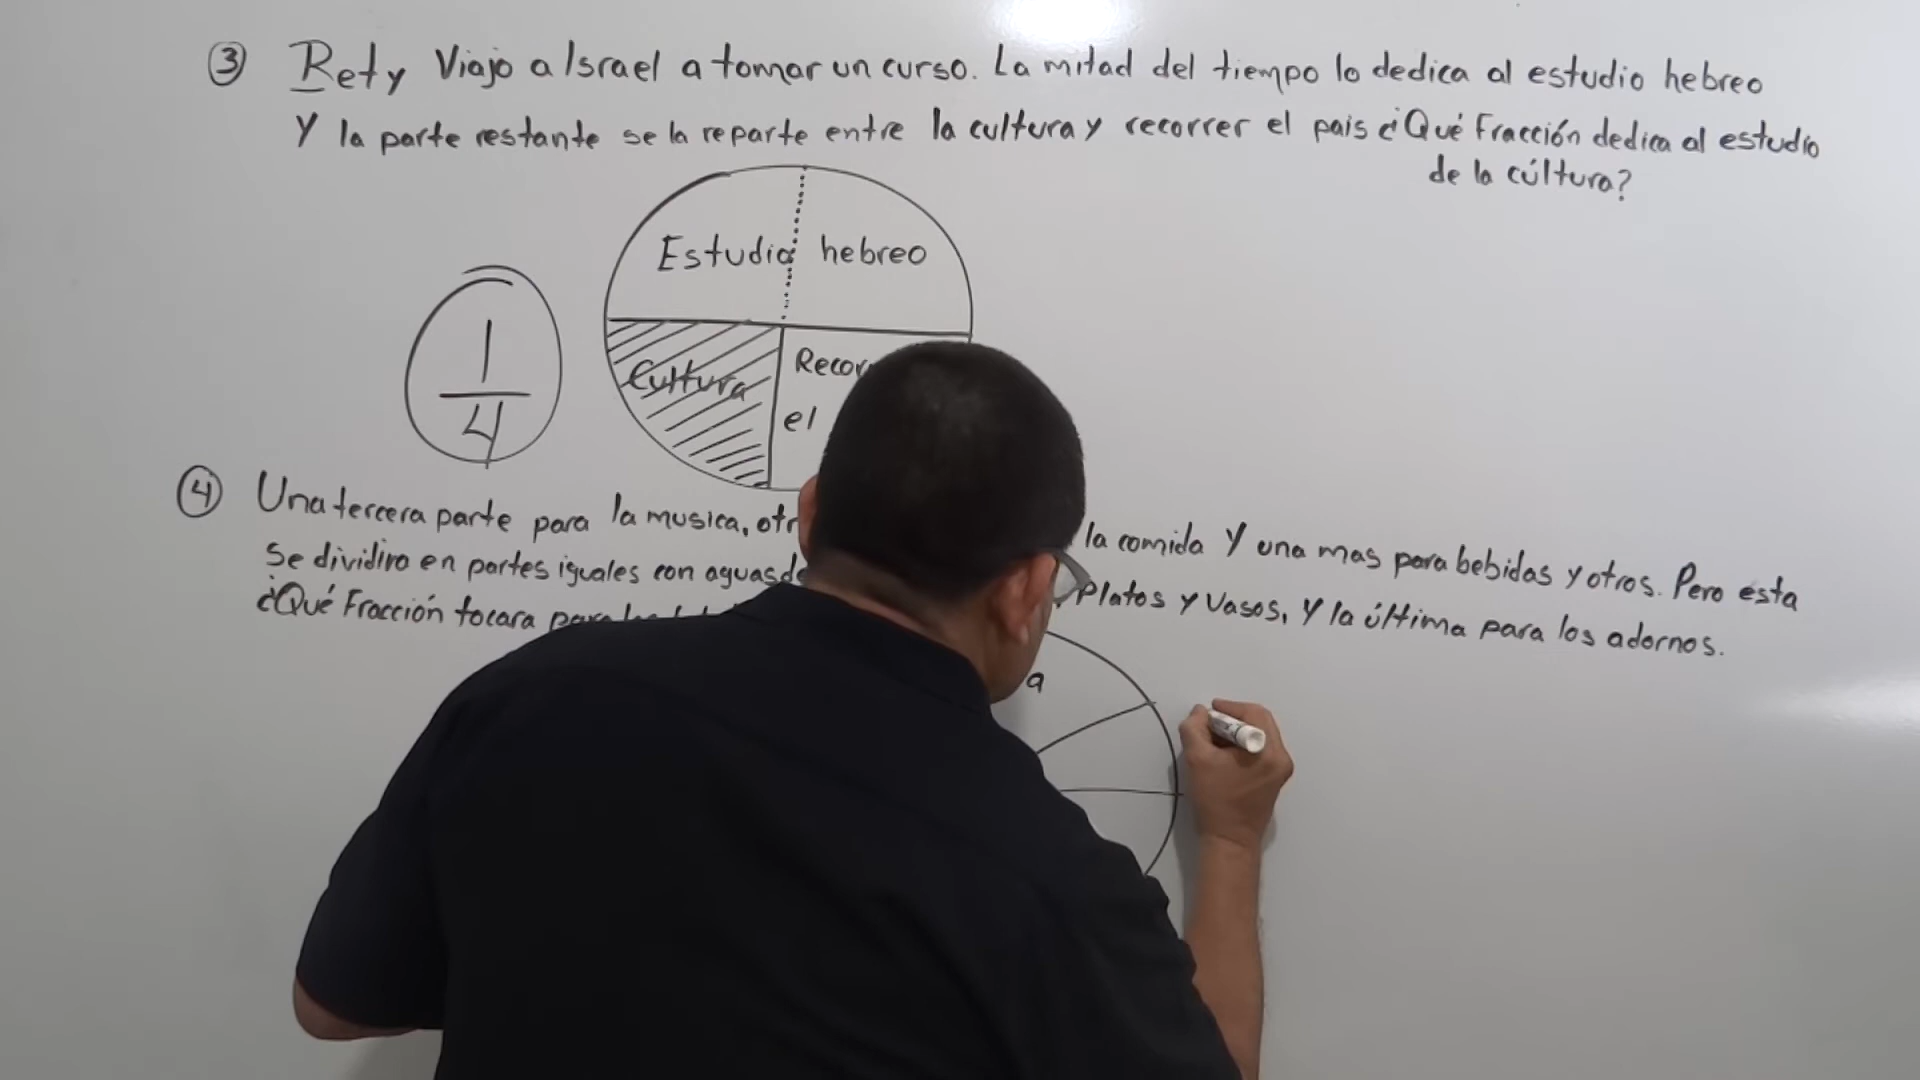 ③ Bety Viajo a Israel a tomar un curso. La mitad del tiempo lo dedica al estudio hebreo
Y la parte restante se la reparte entre la cultura y recorrer el pais ¿Qué Fracción dedica al estudio
de la cúltura?
Estudio hebreo
1
4
Cultura
el
④ Una tercera parte para la musica, la comida Y una mas para bebidas y otros. Pero esta
Se dividira en partes iguales con aguas Platos y Vasos, Y la última para los adornos.
¿Qué Fracción tocara
a